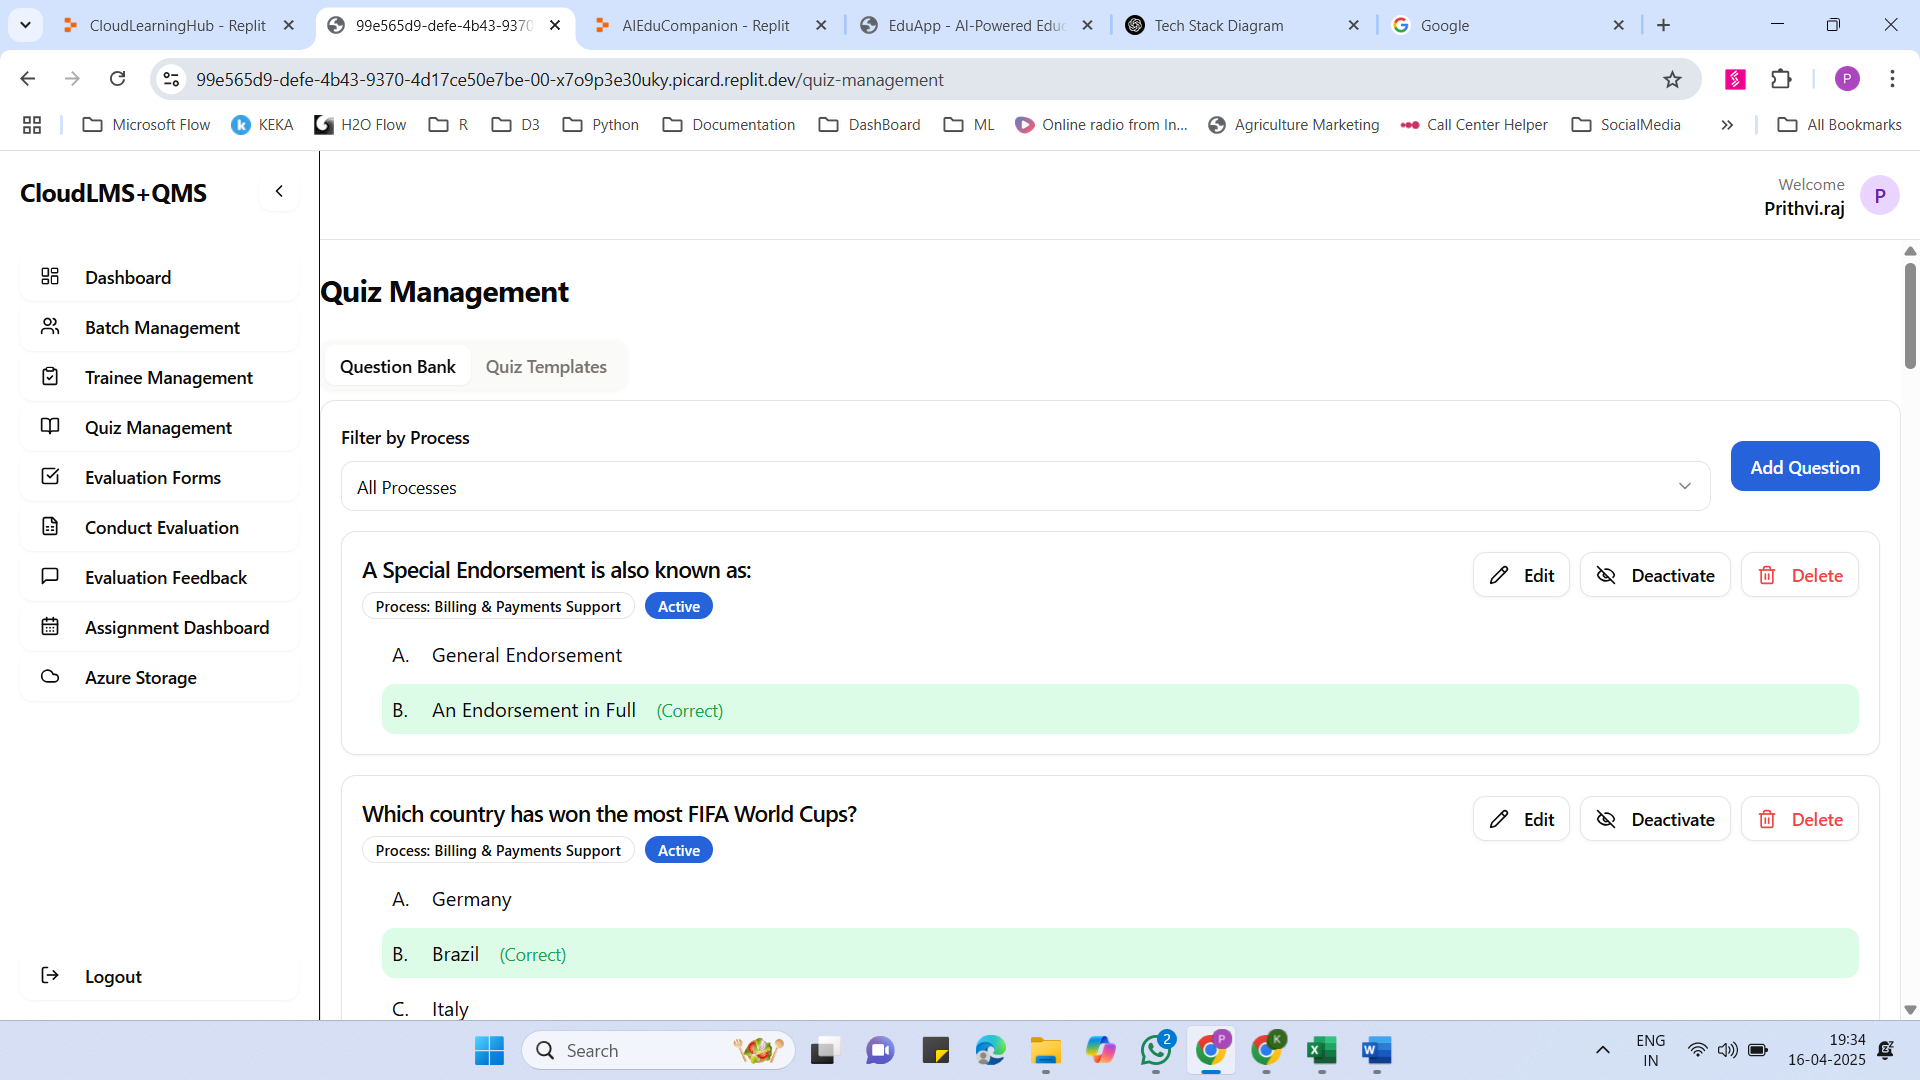 CloudLearningHub - Replit
99e565d9-defe-4b43-9370
AIEduCompanion - Replit
EduApp - AI-Powered Educ
Tech Stack Diagram
Google
99e565d9-defe-4b43-9370-4d17ce50e7be-00-x7o9p3e30uky.picard.replit.dev/quiz-management
P
Microsoft Flow
KEKA
H2O Flow
R
D3
Python
Documentation
DashBoard
ML
Online radio from In...
Agriculture Marketing
Call Center Helper
SocialMedia
All Bookmarks
CloudLMS+QMS
Welcome
Prithvi.raj
P
Dashboard
Batch Management
Trainee Management
Quiz Management
Evaluation Forms
Conduct Evaluation
Evaluation Feedback
Assignment Dashboard
Azure Storage
Logout
Quiz Management
Question Bank
Quiz Templates
Filter by Process
All Processes
Add Question
A Special Endorsement is also known as:
Edit
Deactivate
Delete
Process: Billing & Payments Support
Active
A. General Endorsement
B. An Endorsement in Full (Correct)
Which country has won the most FIFA World Cups?
Edit
Deactivate
Delete
Process: Billing & Payments Support
Active
A. Germany
B. Brazil (Correct)
C. Italy
Search
2
P
K
ENG
IN
19:34
16-04-2025